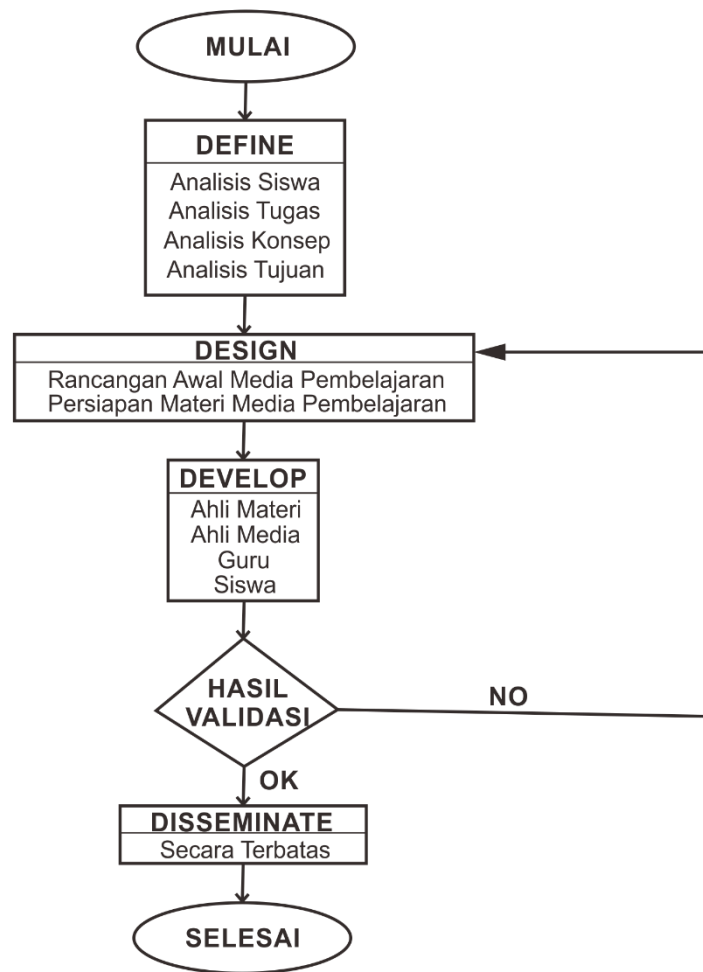 MULAI
DEFINE
Analisis Siswa
Analisis Tugas
Analisis Konsep
Analisis Tujuan
DESIGN
Rancangan Awal Media Pembelajaran
Persiapan Materi Media Pembelajaran
DEVELOP
Ahli Materi
Ahli Media
Guru
Siswa
HASIL
VALIDASI
NO
OK
DISSEMINATE
Secara Terbatas
SELESAI